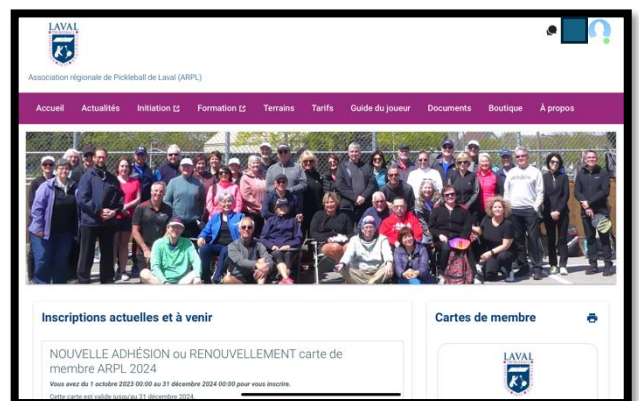 LAVAL
Association régionale de Pickleball de Laval (ARPL)
Accueil Actualités Initiation Formation Terrains Tarifs Guide du joueur Documents Boutique À propos
Inscriptions actuelles et à venir
Cartes de membre
NOUVELLE ADHÉSION ou RENOUVELLEMENT carte de
membre ARPL 2024
Vous avez du 1 octobre 2023 00:00 au 31 décembre 2024 00:00 pour vous inscrire.
Cette carte est valide jusqu'au 31 décembre 2024.
LAVAL